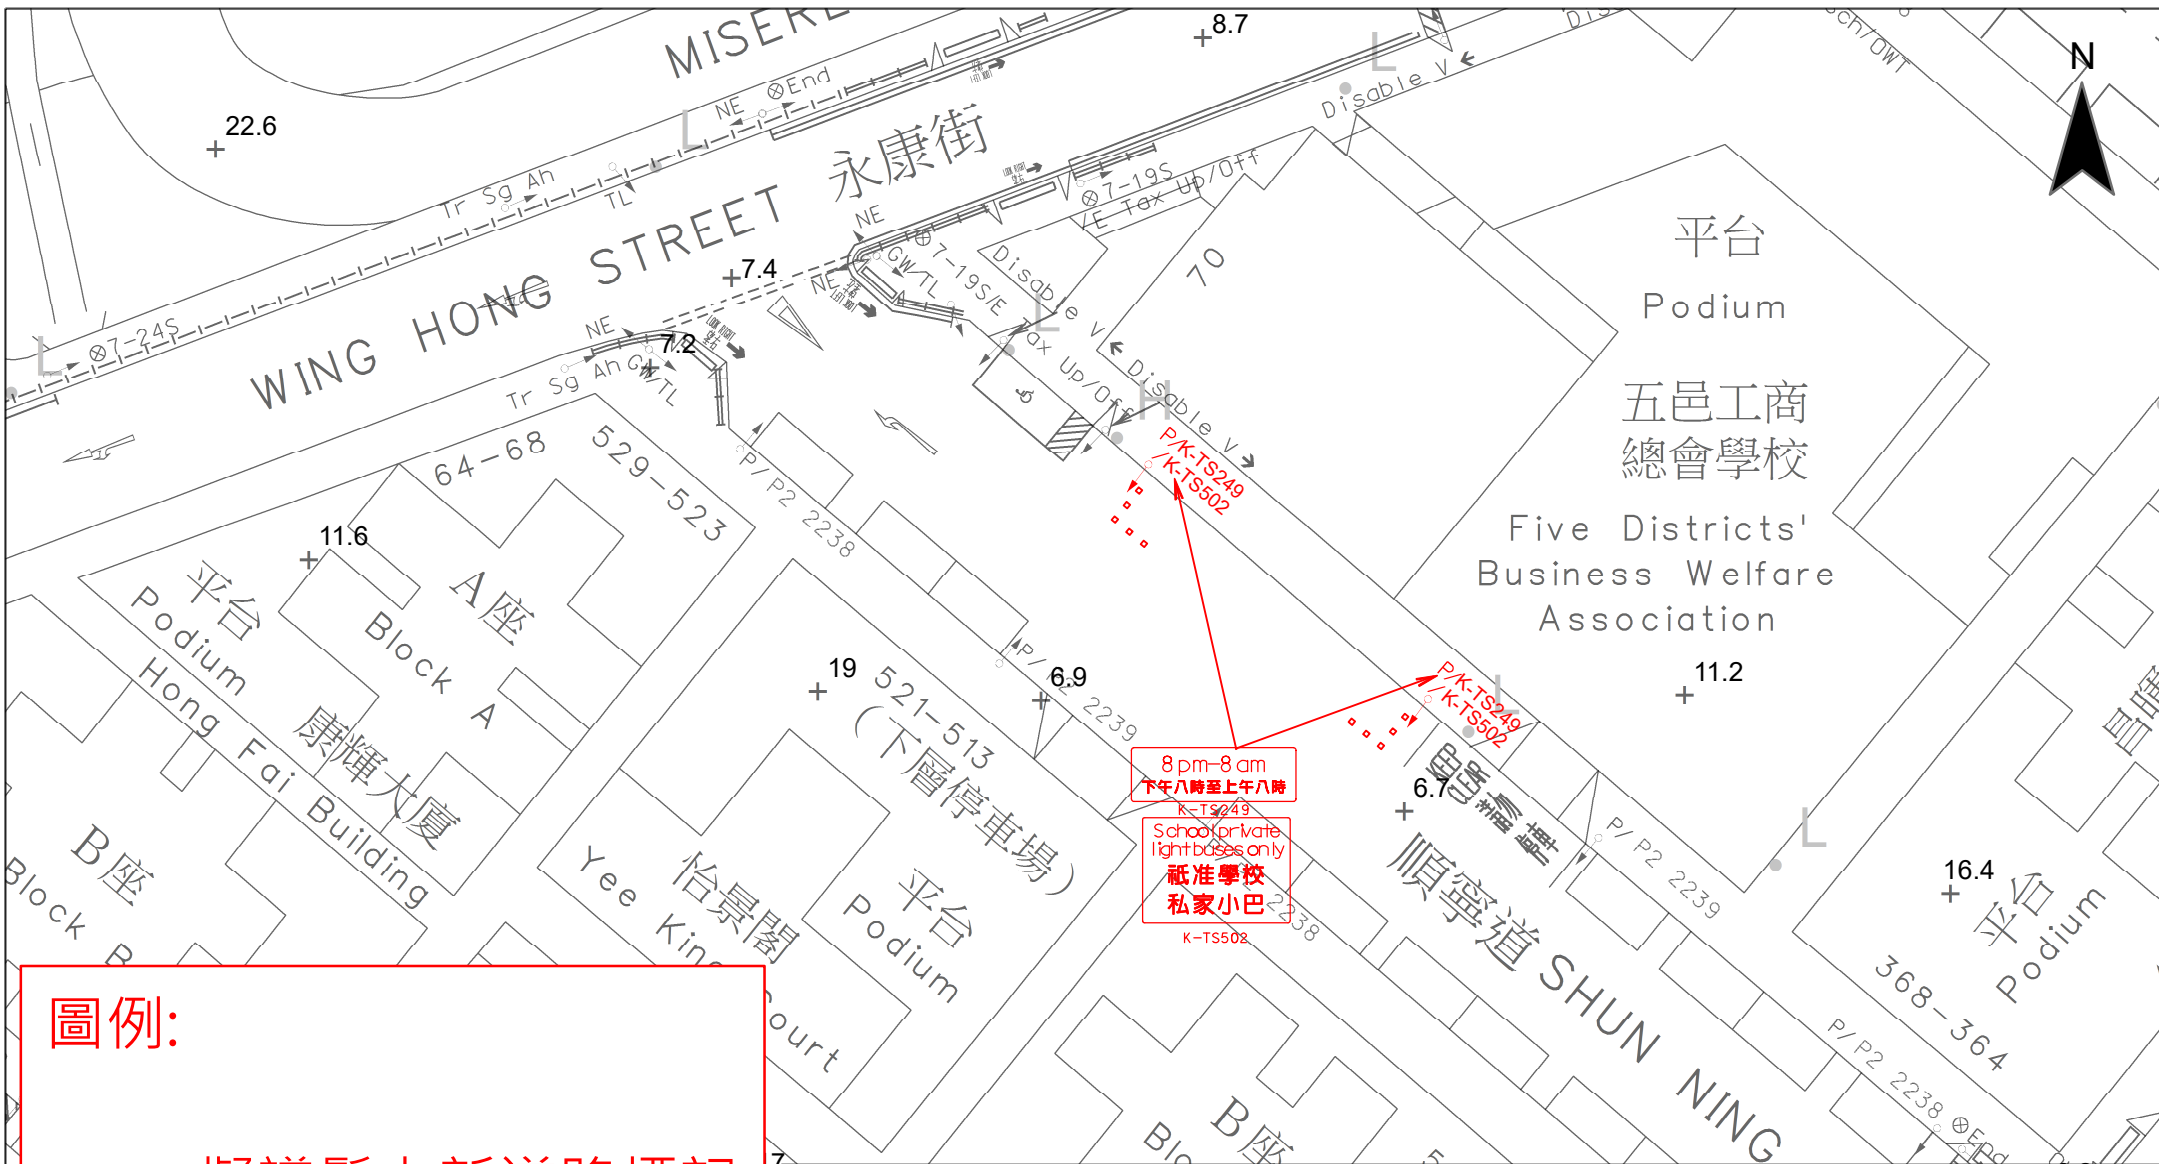 MISERE
8.7
N
22.6
NE
⊗End
L
L
Disable V
永康街
Tr Sg Ah
TL
⊗7-19S
/E Tax Up/Off
NE
WING HONG STREET
7.4
NE
GW/TL
⊗7-19S/E Tax Up/Off
Disable V
Disable V
L
H
70
平台
Podium
五邑工商
總會學校
Five Districts'
Business Welfare
Association
L
⊗7-24S
NE
7.2
Tr Sg Ah
GW/TL
64-68
529-523
P/ P2 2238
P/K-TS249
/K-TS502
11.6
平台
Podium
A座
Block A
康輝大廈
Hong Fai Building
B座
Block B
19
521-513
(下層停車場)
6.9
P/ P2 2239
P/K-TS249
/K-TS502
L
11.2
8 pm-8 am
下午八時至上午八時
K-TS249
School private
light buses only
祇准學校
私家小巴
K-TS502
2238
6.7
KEEP CLEAR
P/ P2 2239
L
16.4
平台
Podium
368-364
怡景閣
Yee King Court
平台
Podium
順寧道 SHUN NING
P/ P2 2238
⊗End
B座
圖例: